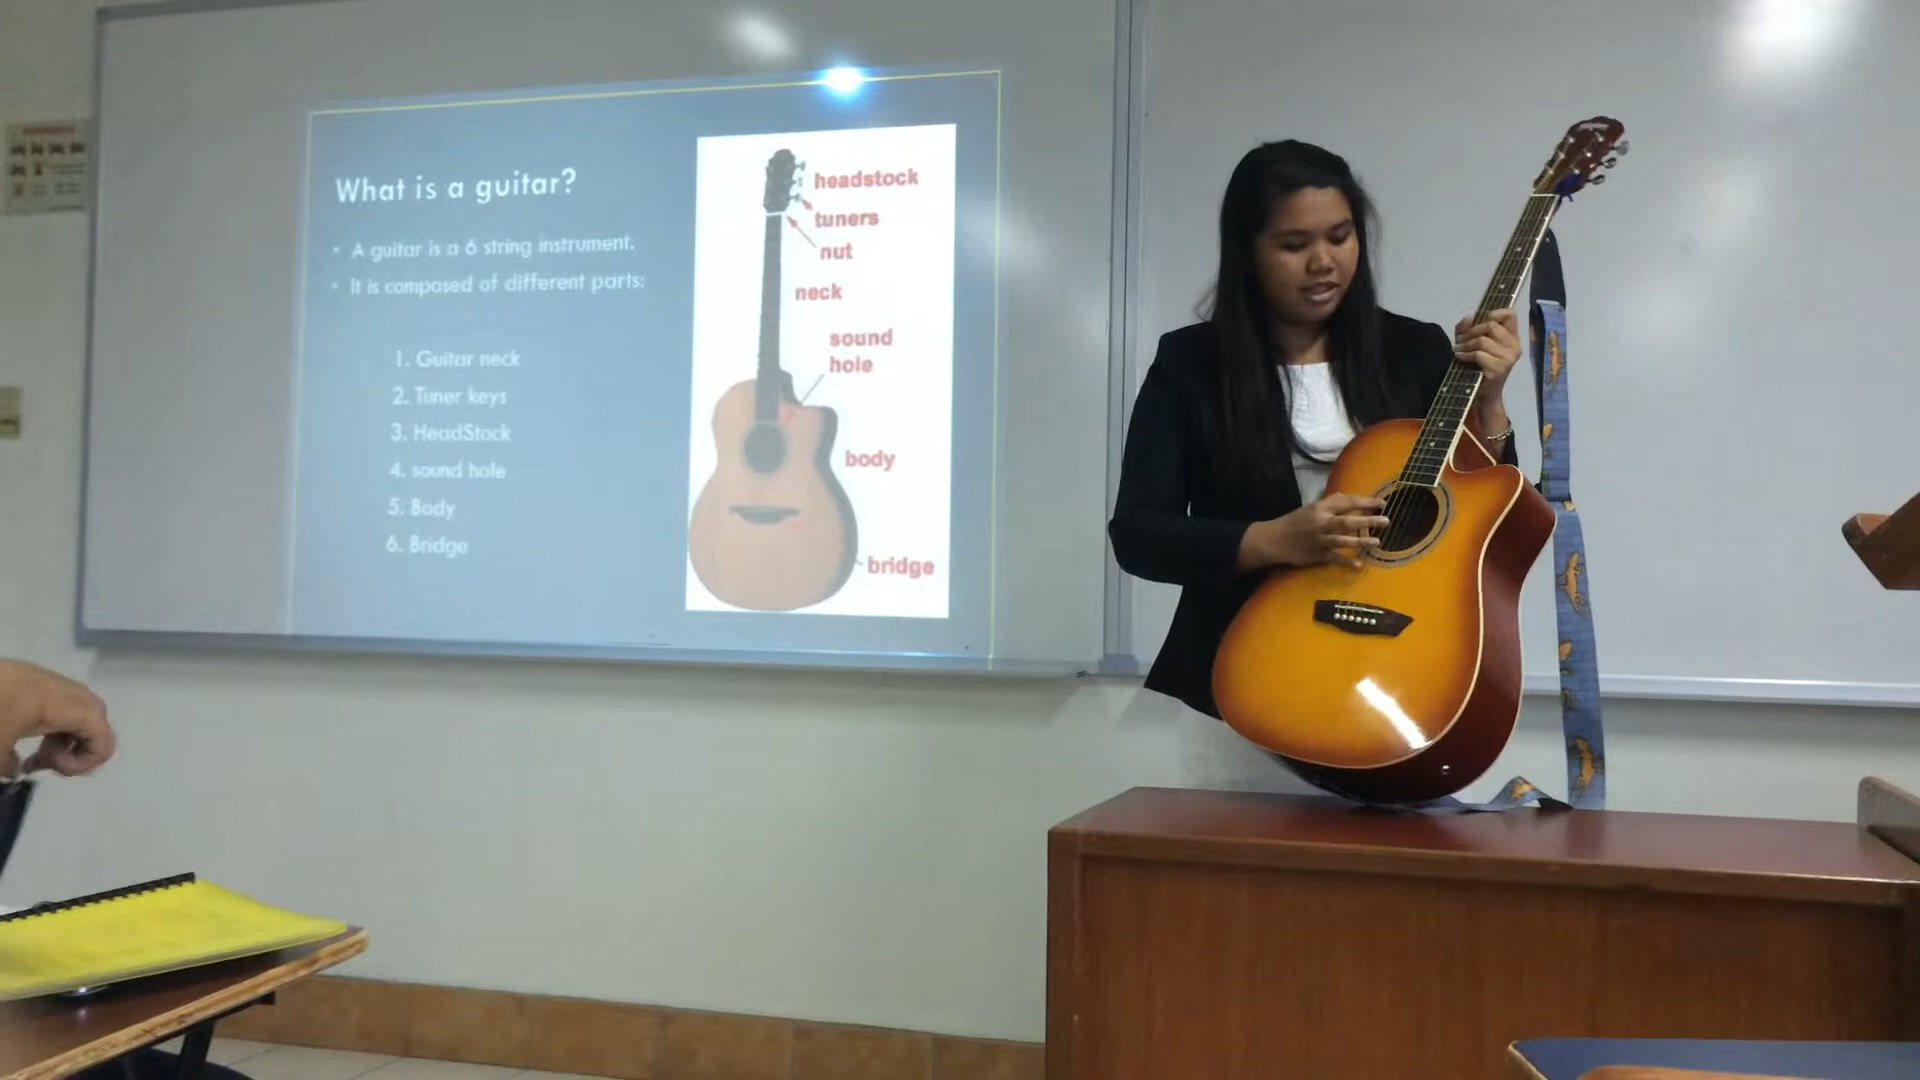 What is a guitar?
• A guitar is a 6 string instrument.
• It is composed of different parts:
1. Guitar neck
2. Tuner keys
3. HeadStock
4. sound hole
5. Body
6. Bridge
headstock
tuners
nut
neck
sound
hole
body
bridge